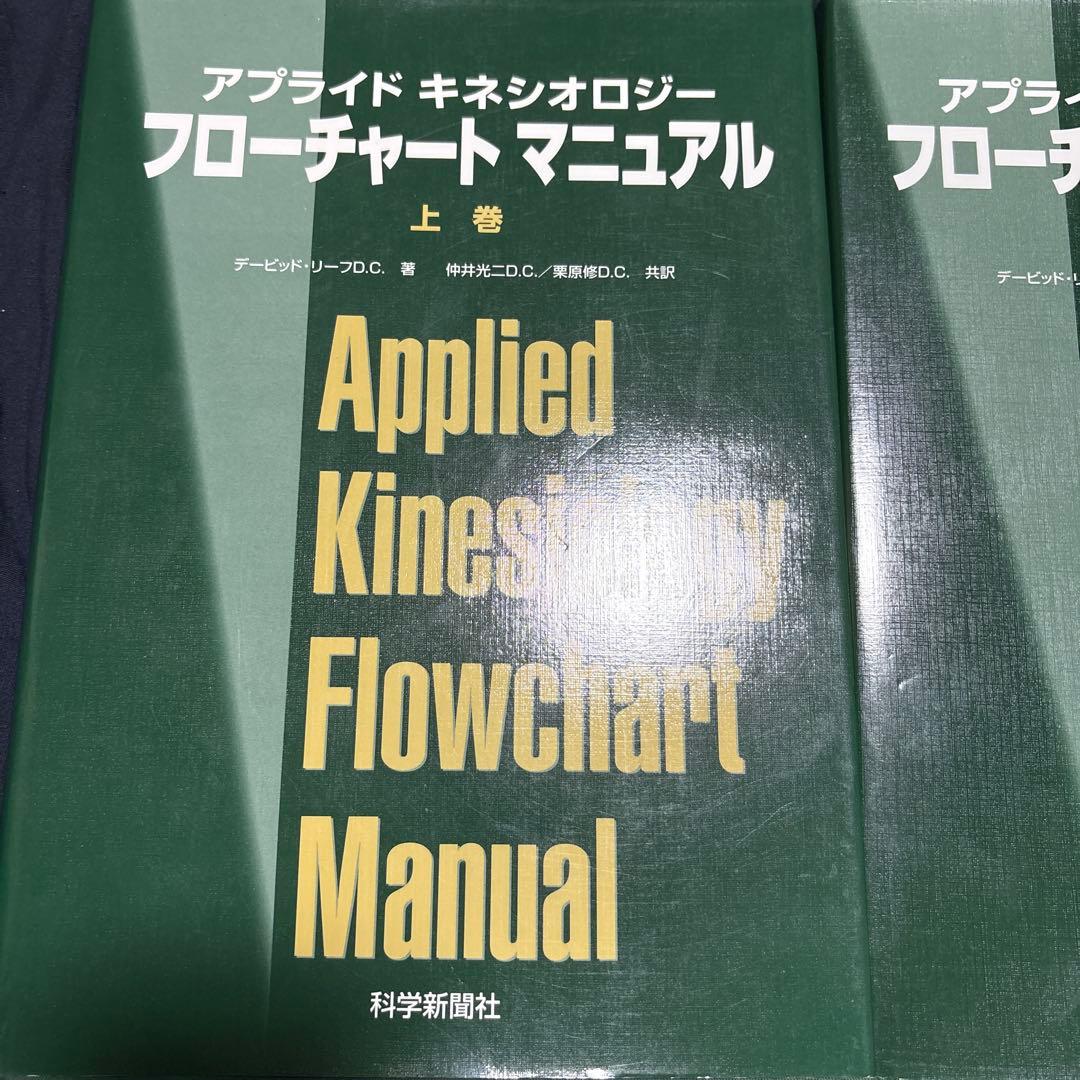 アプライド キネシオロジー
フローチャート マニュアル
上 巻
デービッド・リーフD.C. 著 仲井光二D.C./栗原修D.C. 共訳
Applied
Kinesiology
Flowchart
Manual
科学新聞社
アプライ
フローチ
デービッド・リ